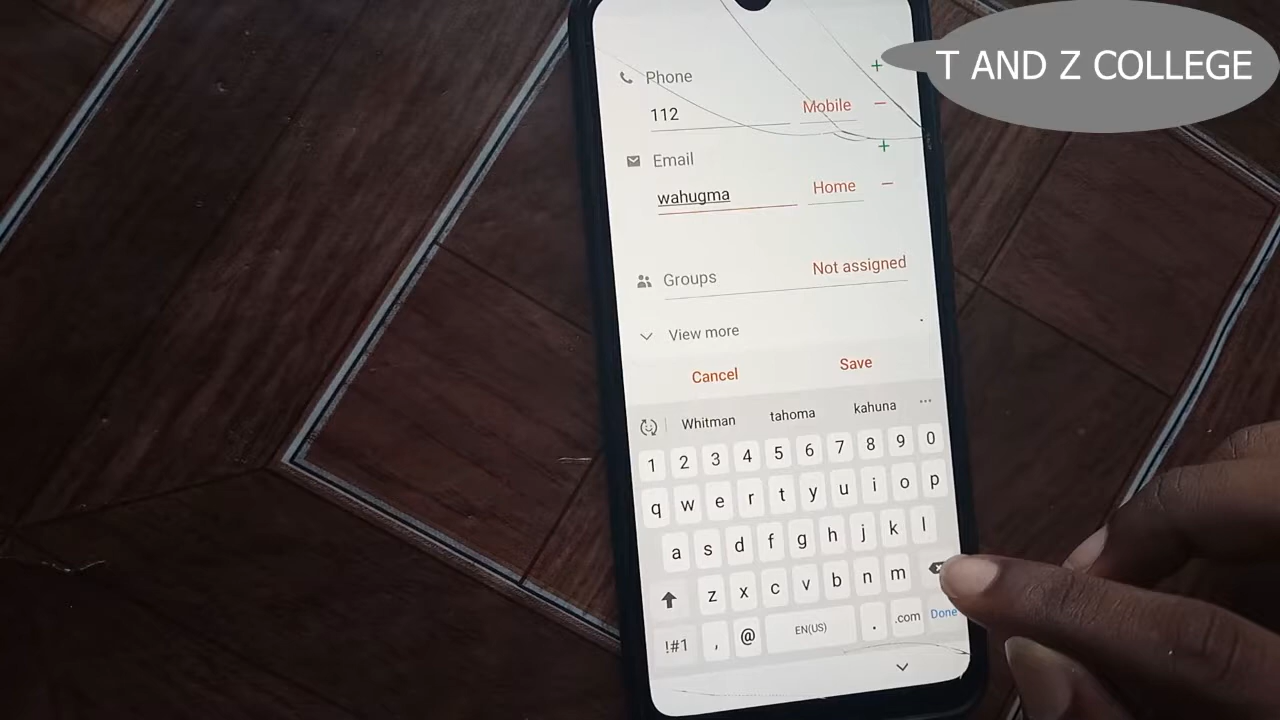 T AND Z COLLEGE
Phone
112 Mobile
Email
wahugma Home
Groups Not assigned
View more
Cancel Save
Whitman tahoma kahuna
1 2 3 4 5 6 7 8 9 0
q w e r t y u i o p
a s d f g h j k l
z x c v b n m
!#1 , @ EN(US) . .com Done